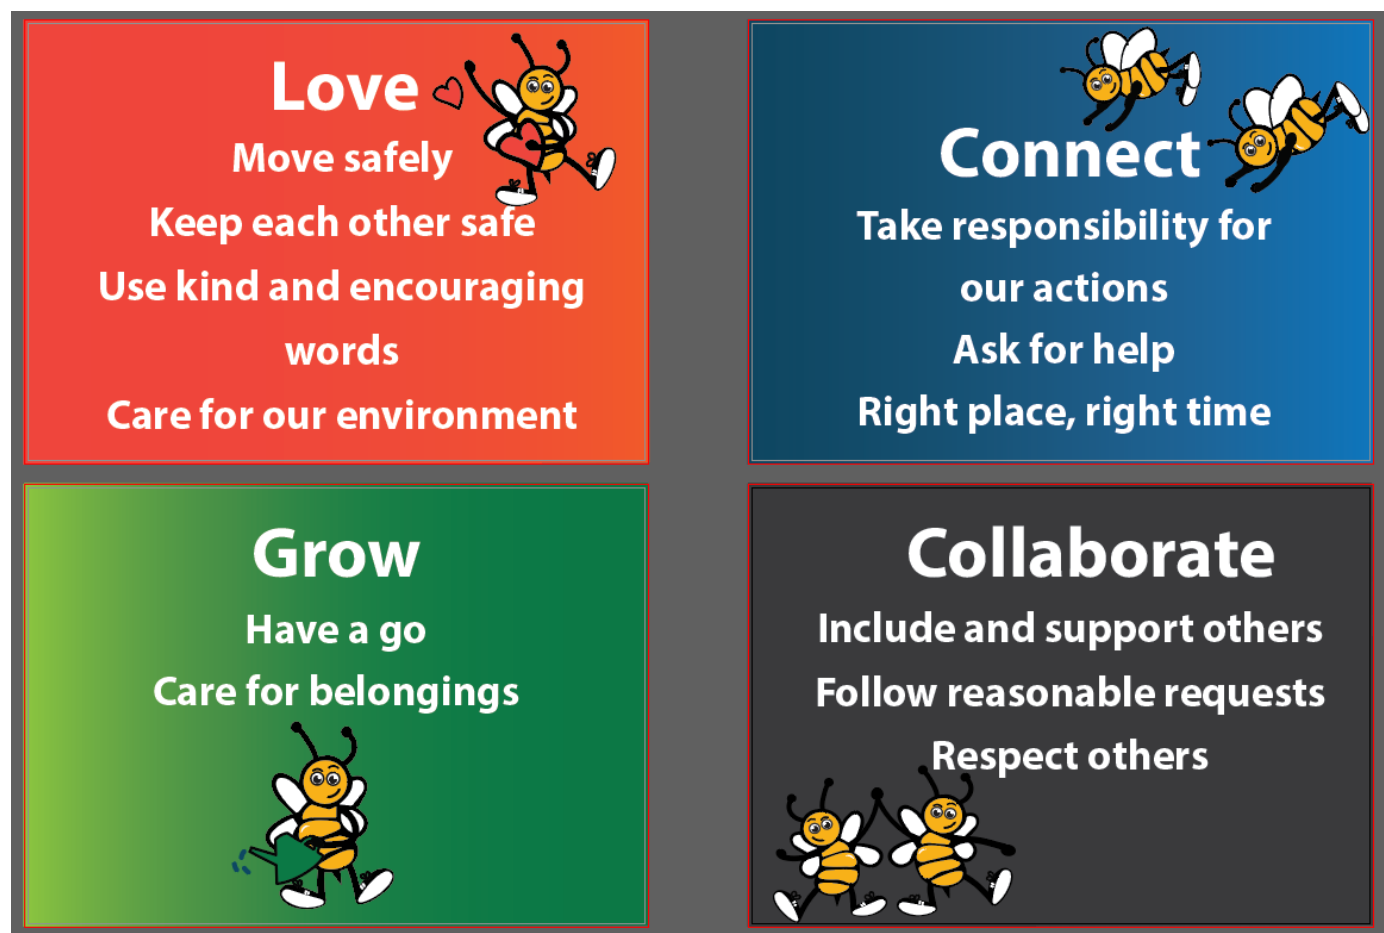 Love
Move safely
Keep each other safe
Use kind and encouraging
words
Care for our environment
Connect
Take responsibility for
our actions
Ask for help
Right place, right time
Grow
Have a go
Care for belongings
Collaborate
Include and support others
Follow reasonable requests
Respect others